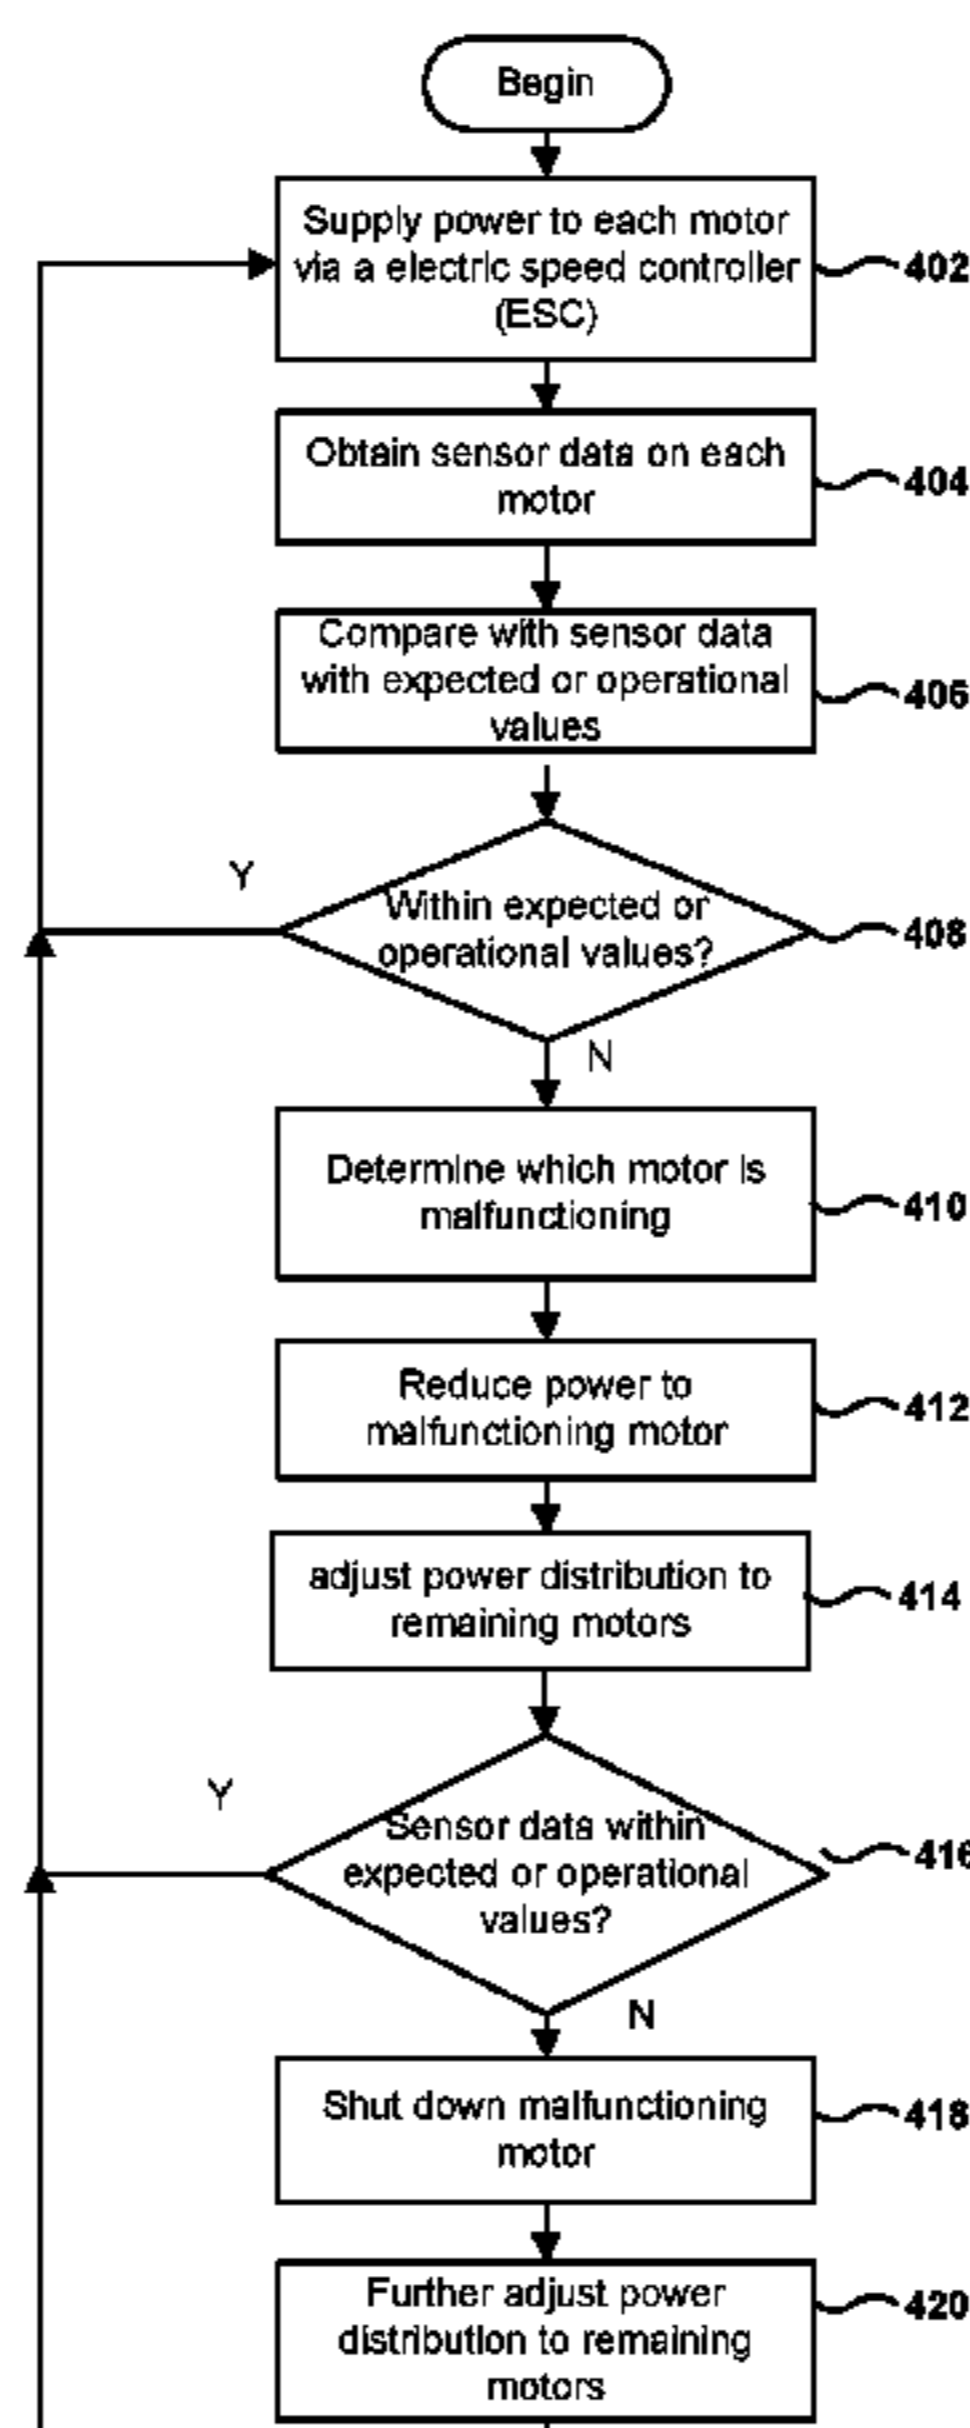 Begin
Supply power to each motor
via a electric speed controller
(ESC)
402
Obtain sensor data on each
motor
404
Compare with sensor data
with expected or operational
values
406
Y
Within expected or
operational values?
408
N
Determine which motor is
malfunctioning
410
Reduce power to
malfunctioning motor
412
adjust power distribution to
remaining motors
414
Y
Sensor data within
expected or operational
values?
416
N
Shut down malfunctioning
motor
418
Further adjust power
distribution to remaining
motors
420